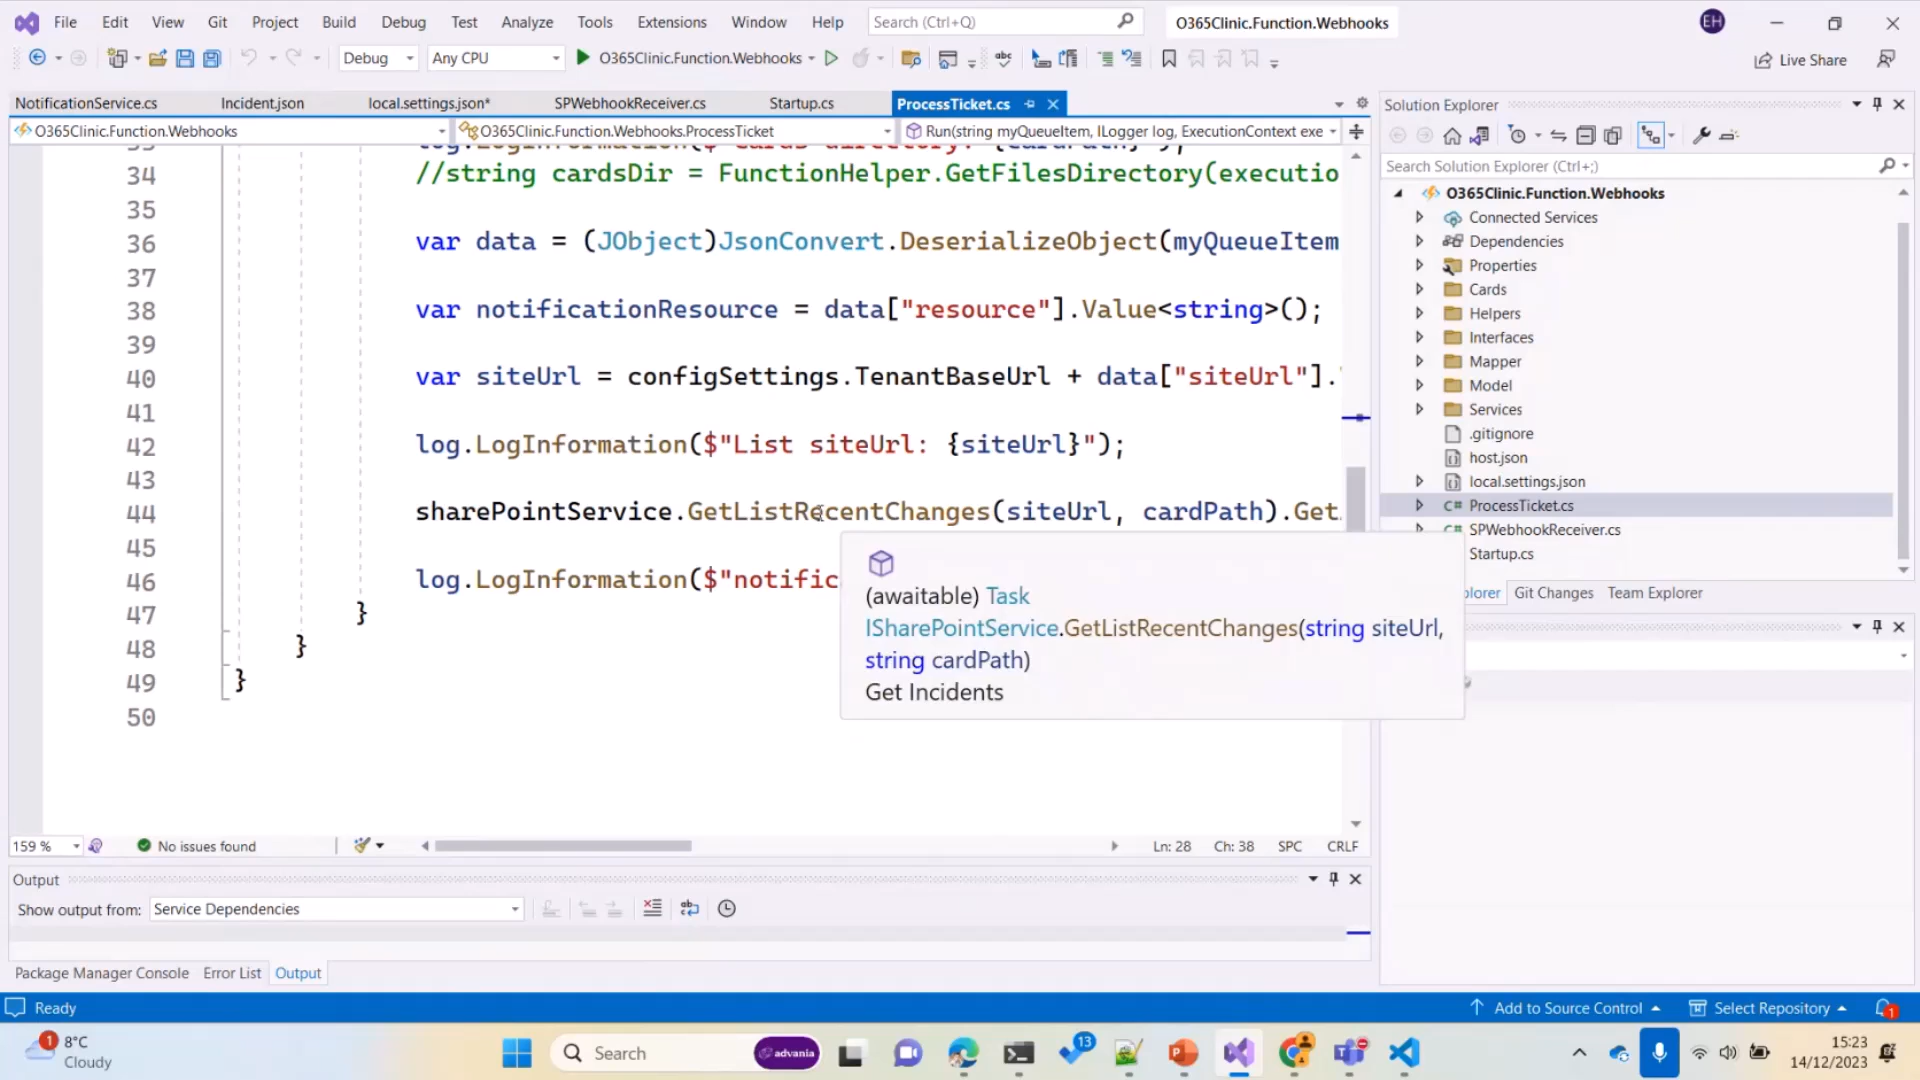 File Edit View Git Project Build Debug Test Analyze Tools Extensions Window Help Search (Ctrl+Q) O365Clinic.Function.Webhooks EH
Debug Any CPU O365Clinic.Function.Webhooks Live Share
NotificationService.cs Incident.json local.settings.json* SPWebhookReceiver.cs Startup.cs ProcessTicket.cs
O365Clinic.Function.Webhooks O365Clinic.Function.Webhooks.ProcessTicket Run(string myQueueItem, ILogger log, ExecutionContext exe
34 //string cardsDir = FunctionHelper.GetFilesDirectory(executio
35
36 var data = (JObject)JsonConvert.DeserializeObject(myQueueItem
37
38 var notificationResource = data["resource"].Value<string>();
39
40 var siteUrl = configSettings.TenantBaseUrl + data["siteUrl"].
41
42 log.LogInformation($"List siteUrl: {siteUrl}");
43
44 sharePointService.GetListRecentChanges(siteUrl, cardPath).Get
45
46 log.LogInformation($"notific
47 }
48 }
49 }
50
(awaitable) Task
ISharePointService.GetListRecentChanges(string siteUrl,
string cardPath)
Get Incidents
159 % No issues found Ln: 28 Ch: 38 SPC CRLF
Output
Show output from: Service Dependencies
Package Manager Console Error List Output
Solution Explorer
Search Solution Explorer (Ctrl+;)
O365Clinic.Function.Webhooks
Connected Services
Dependencies
Properties
Cards
Helpers
Interfaces
Mapper
Model
Services
.gitignore
host.json
local.settings.json
C# ProcessTicket.cs
C# SPWebhookReceiver.cs
Startup.cs
plorer Git Changes Team Explorer
Ready Add to Source Control Select Repository 1
1 8°C
Cloudy
Search advania 13
15:23
14/12/2023